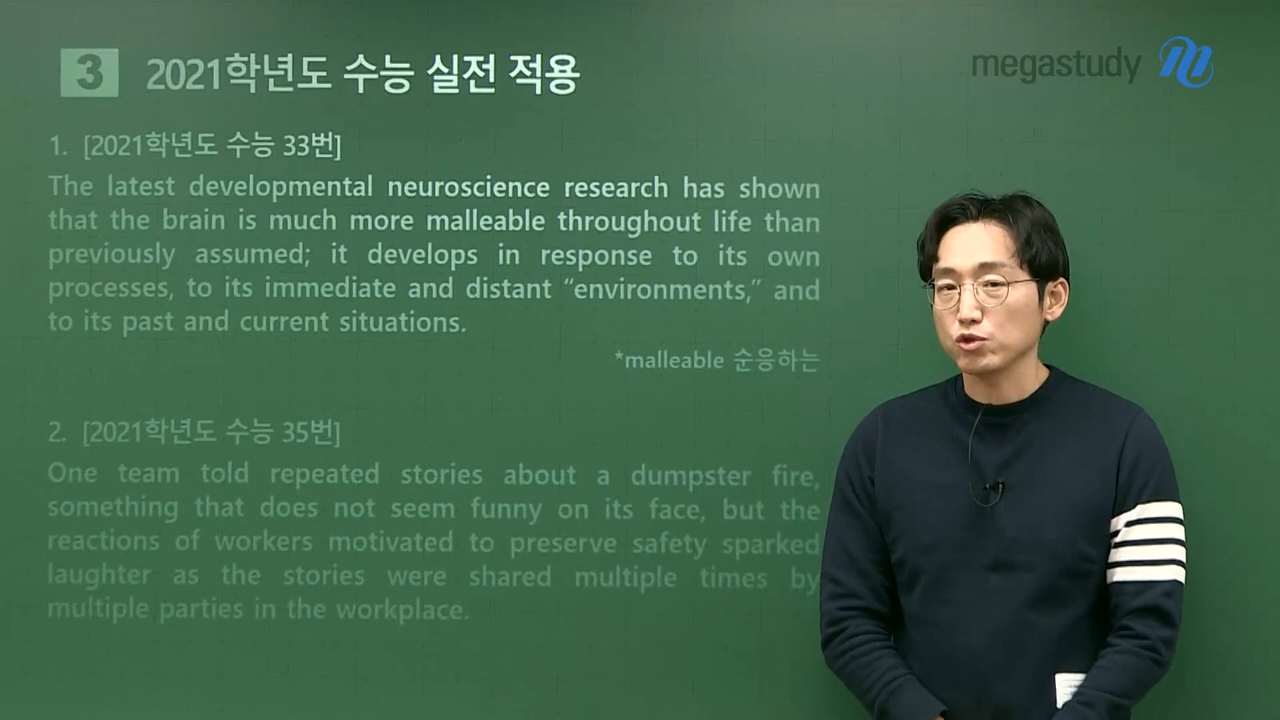 3 2021학년도 수능 실전 적용
megastudy
1. [2021학년도 수능 33번]
The latest developmental neuroscience research has shown
that the brain is much more malleable throughout life than
previously assumed; it develops in response to its own
processes, to its immediate and distant “environments,” and
to its past and current situations.
*malleable 순응하는
2. [2021학년도 수능 35번]
One team told repeated stories about a dumpster fire,
something that does not seem funny on its face, but the
reactions of workers motivated to preserve safety sparked
laughter as the stories were shared multiple times by
multiple parties in the workplace.